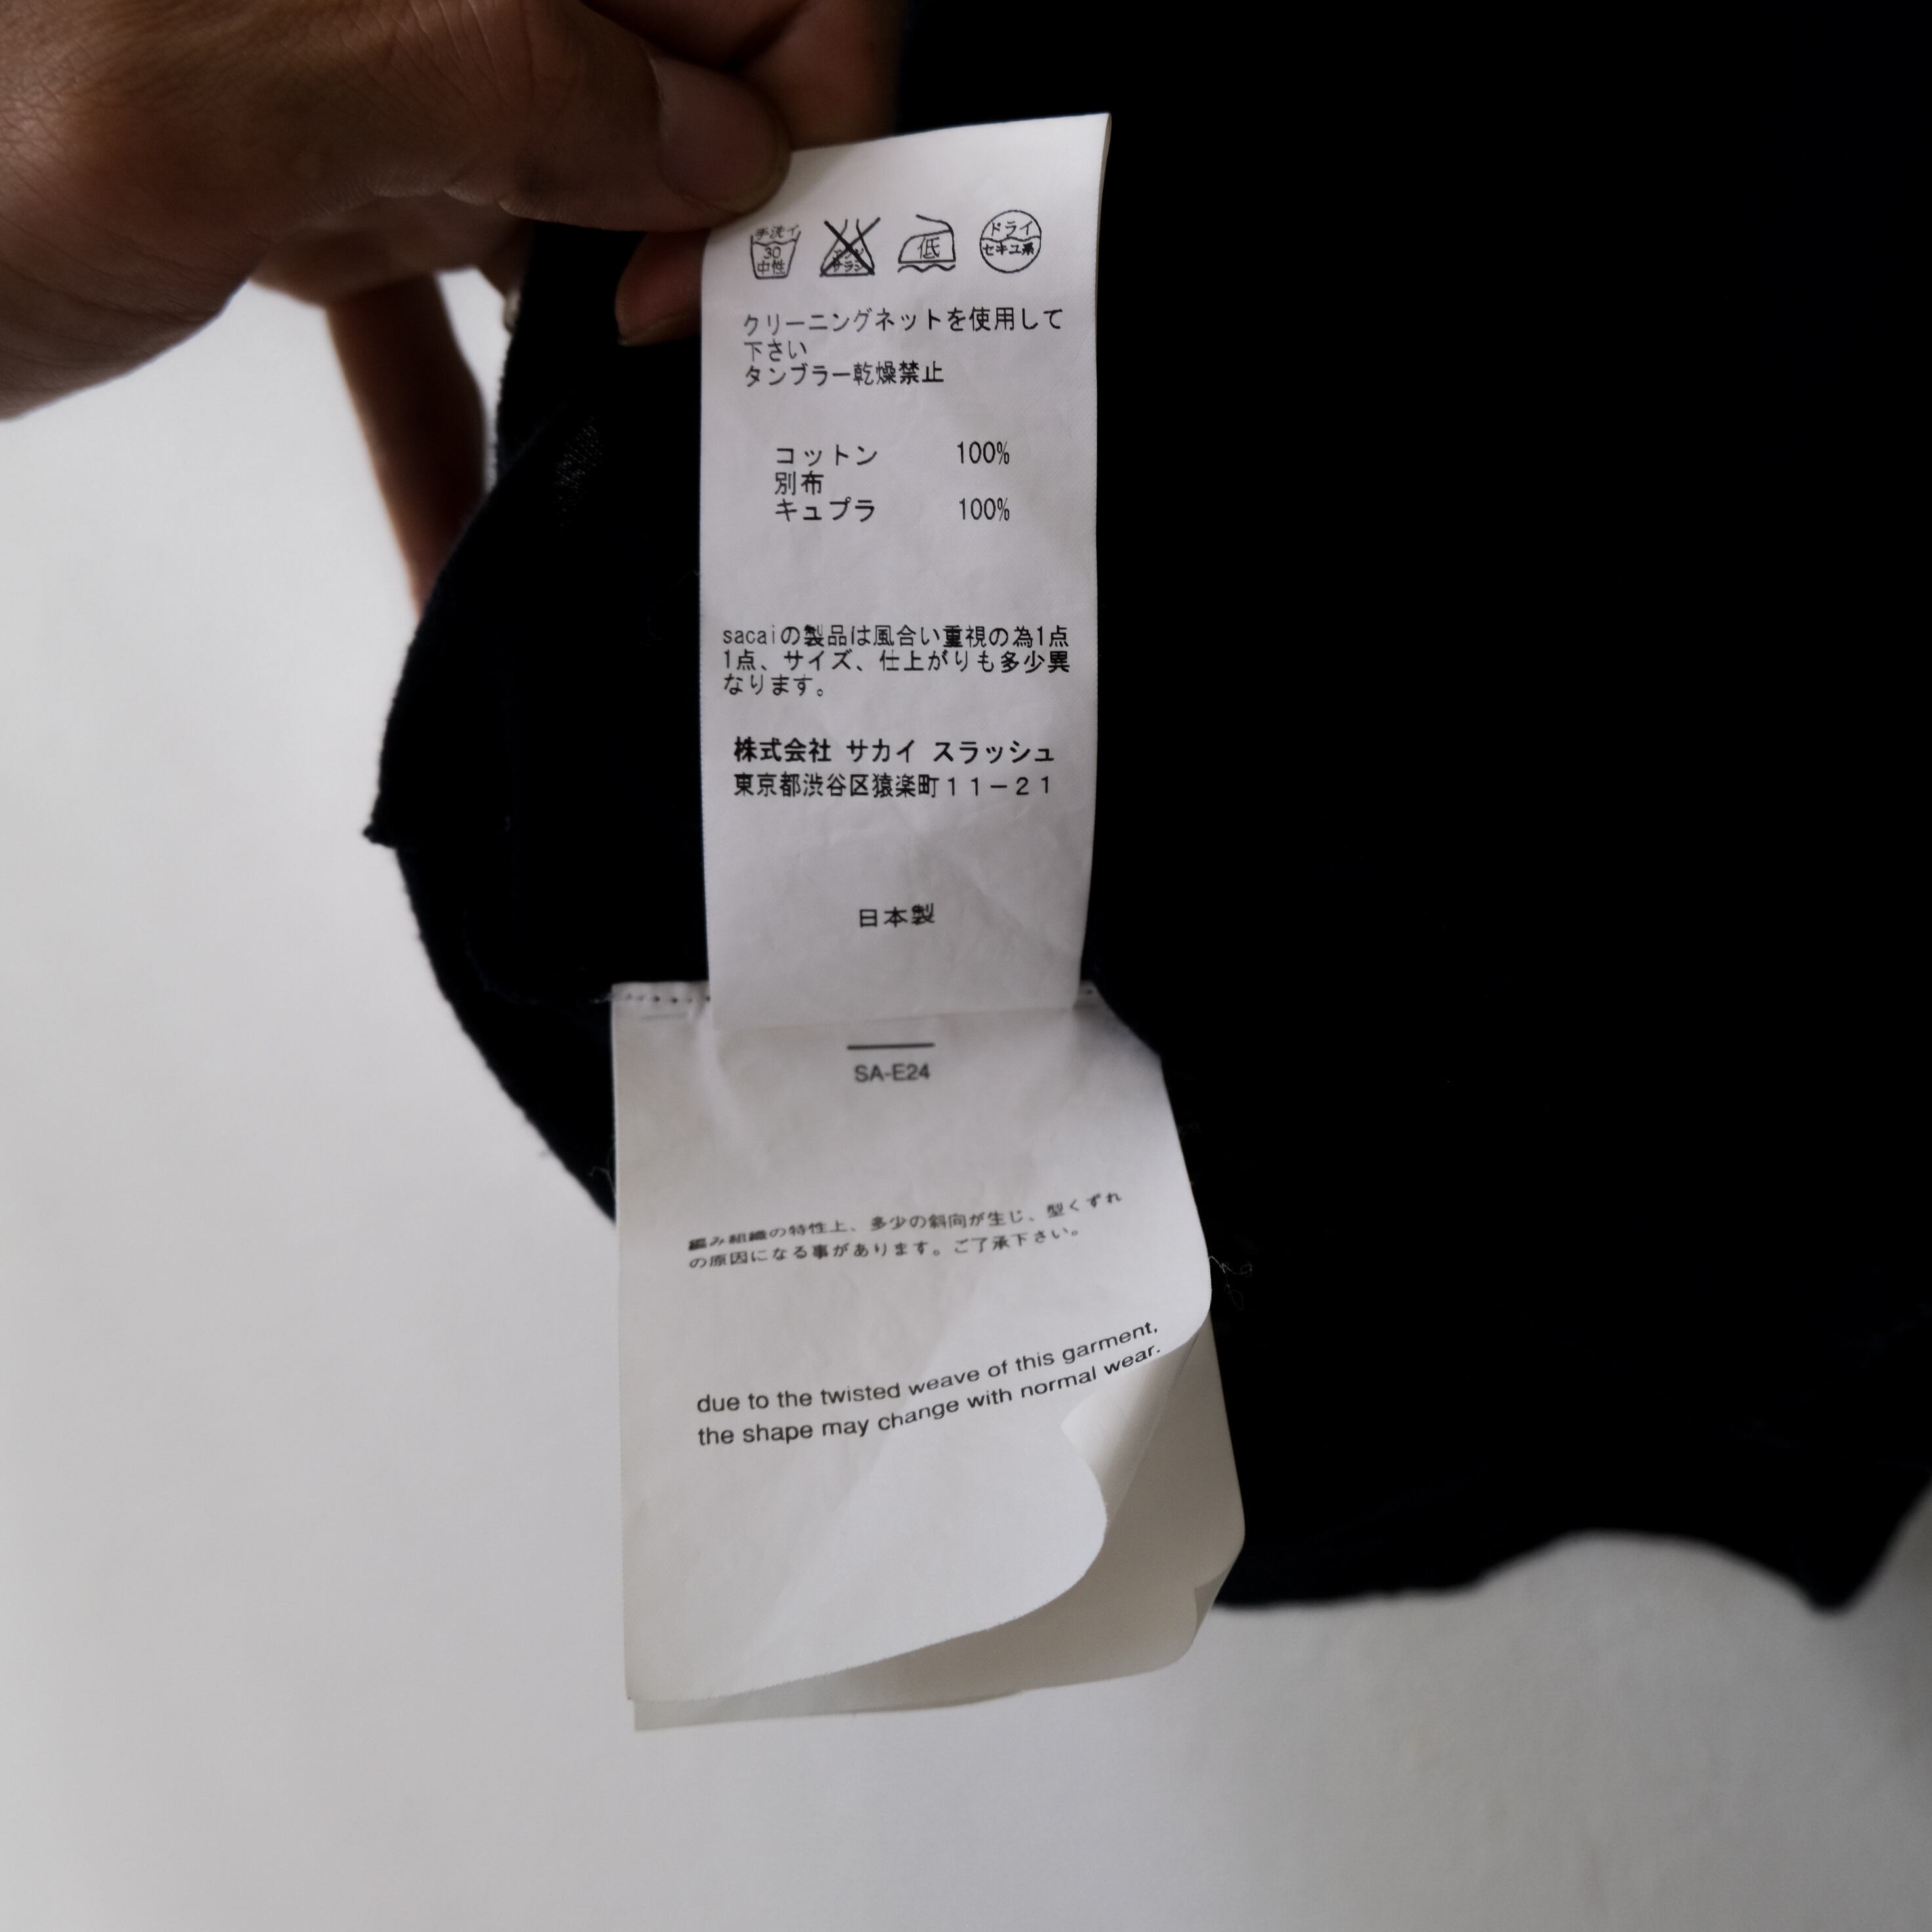 手洗イ
30
中性
エンソ
サラシ
低
ドライ
セキユ系
クリーニングネットを使用して
下さい
タンブラー乾燥禁止
コットン 100%
別布
キュプラ 100%
sacaiの製品は風合い重視の為1点
1点、サイズ、仕上がりも多少異
なります。
株式会社 サカイ スラッシュ
東京都渋谷区猿楽町11-21
日本製
SA-E24
編み組織の特性上、多少の斜向が生じ、型くずれ
の原因になる事があります。ご了承下さい。
due to the twisted weave of this garment,
the shape may change with normal wear.